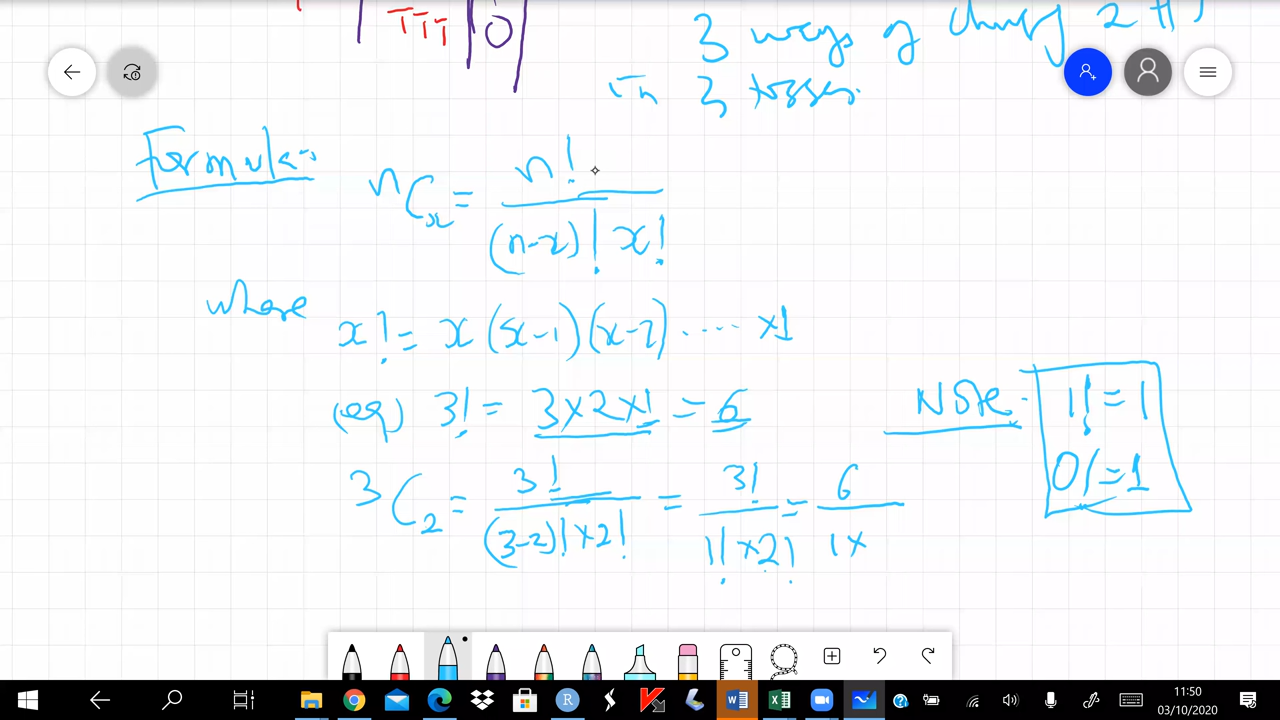 TTT 0
3 ways of 2 H's
in 3 tosses.
Formula:
nCx = n! / (n-x)! x!
where
x! = x(x-1)(x-2) ..... x1
(eg) 3! = 3x2x1 = 6
Note: 1! = 1
0! = 1
3C2 = 3! / (3-2)! x 2! = 3! / 1! x 2! = 6 / 1x
11:50
03/10/2020